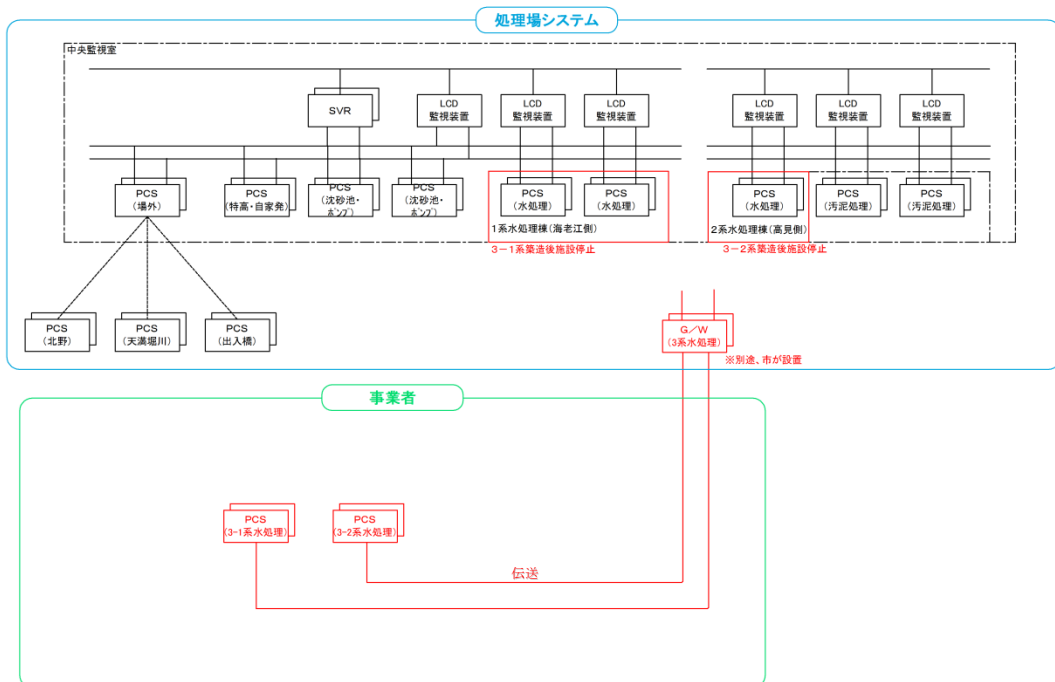 処理場システム
中央監視室
SVR
LCD
監視装置
LCD
監視装置
LCD
監視装置
LCD
監視装置
LCD
監視装置
LCD
監視装置
PCS
(場外)
PCS
(特高・自家発)
PCS
(沈砂池・
ポンプ)
PCS
(沈砂池・
ポンプ)
PCS
(水処理)
PCS
(水処理)
PCS
(水処理)
PCS
(汚泥処理)
PCS
(汚泥処理)
1系水処理棟(海老江側)
2系水処理棟(高見側)
3-1系築造後施設停止
3-2系築造後施設停止
PCS
(北野)
PCS
(天満堀川)
PCS
(出入橋)
G/W
(3系水処理)
※別途、市が設置
事業者
PCS
(3-1系水処理)
PCS
(3-2系水処理)
伝送